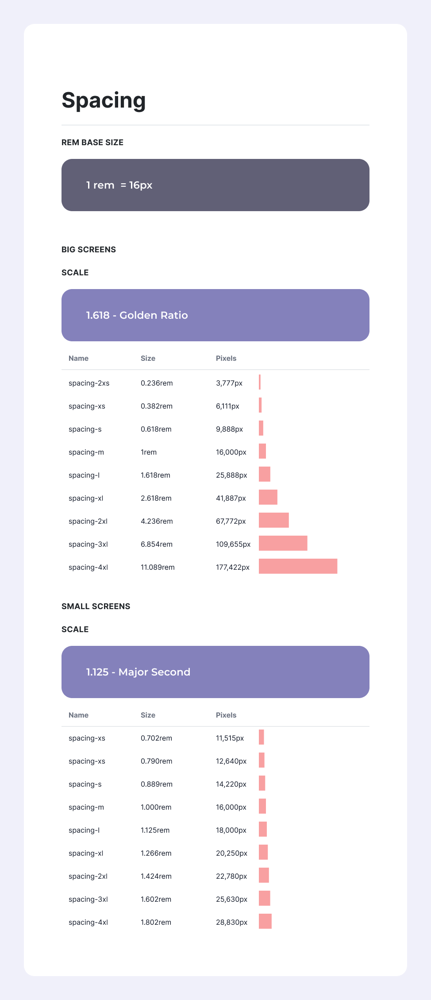 Spacing
REM BASE SIZE
1 rem  = 16px
BIG SCREENS
SCALE
1.618 - Golden Ratio
Name Size Pixels
spacing-2xs 0.236rem 3,777px
spacing-xs 0.382rem 6,111px
spacing-s 0.618rem 9,888px
spacing-m 1rem 16,000px
spacing-l 1.618rem 25,888px
spacing-xl 2.618rem 41,887px
spacing-2xl 4.236rem 67,772px
spacing-3xl 6.854rem 109,655px
spacing-4xl 11.089rem 177,422px
SMALL SCREENS
SCALE
1.125 - Major Second
Name Size Pixels
spacing-xs 0.702rem 11,515px
spacing-xs 0.790rem 12,640px
spacing-s 0.889rem 14,220px
spacing-m 1.000rem 16,000px
spacing-l 1.125rem 18,000px
spacing-xl 1.266rem 20,250px
spacing-2xl 1.424rem 22,780px
spacing-3xl 1.602rem 25,630px
spacing-4xl 1.802rem 28,830px